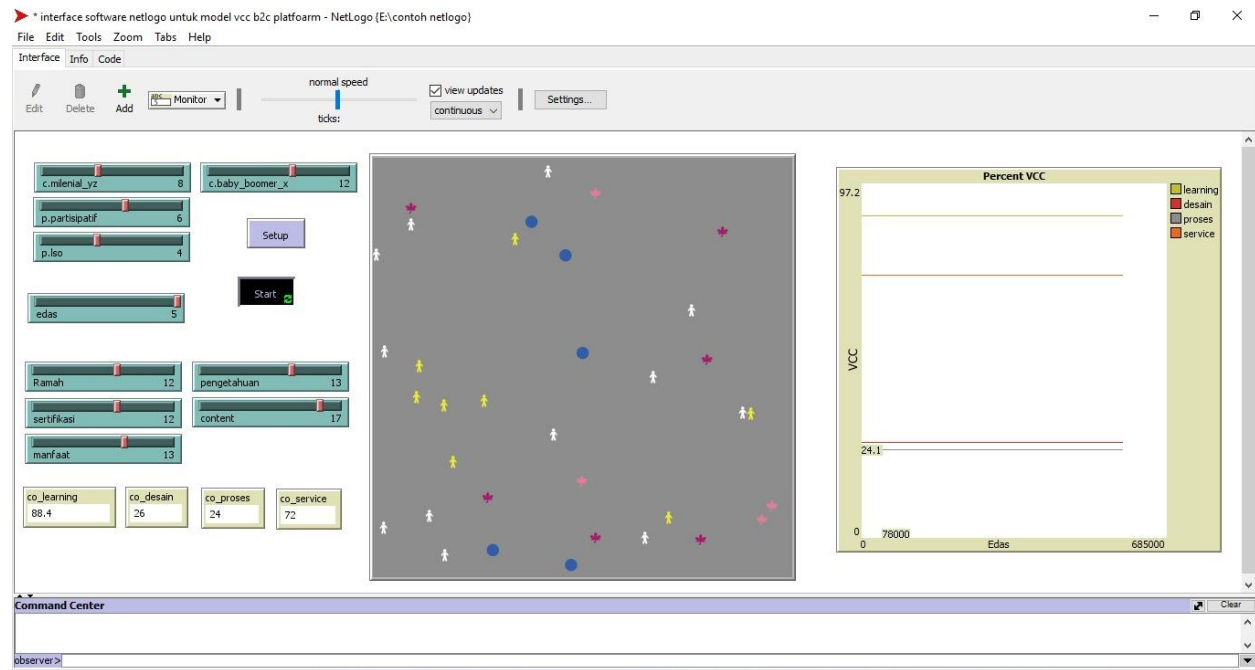 * interface software netlogo untuk model vcc b2c platfoarm - NetLogo {E:\contoh netlogo}
File Edit Tools Zoom Tabs Help
Interface Info Code
Edit Delete Add Monitor
normal speed
ticks:
view updates
continuous
Settings...
c.milenial_yz 8
c.baby_boomer_x 12
p.partisipatif 6
p.lso 4
Setup
Start
edas 5
Ramah 12
pengetahuan 13
sertifikasi 12
content 17
manfaat 13
co_learning
88.4
co_desain
26
co_proses
24
co_service
72
Percent VCC
97.2
VCC
24.1
0
78000
0
Edas
685000
learning
desain
proses
service
Command Center
Clear
observer>